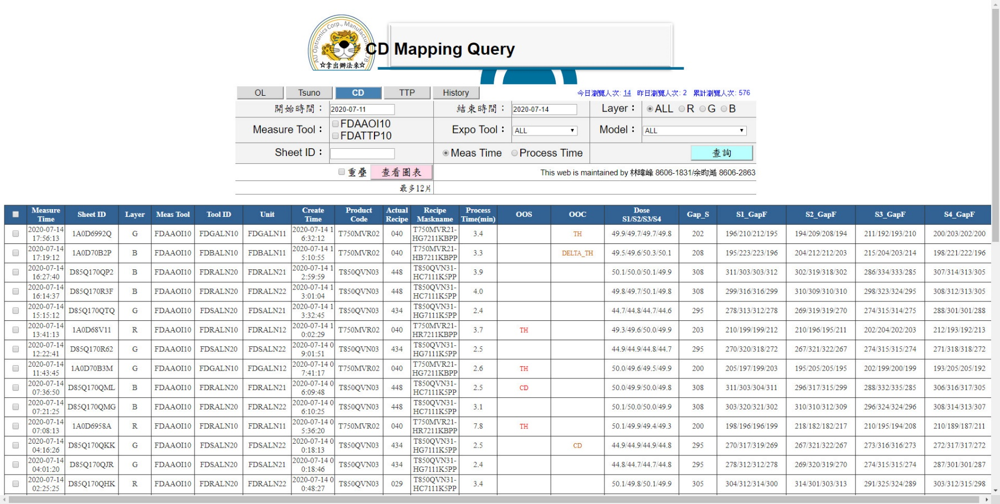 AU Optronics Corp., Manufactur
L7B
☆拿出辦法來☆
CD Mapping Query
OL Tsuno CD TTP History 今日瀏覽人次: 14 昨日瀏覽人次: 2 累計瀏覽人次: 576
開始時間： 2020-07-11 結束時間： 2020-07-14 Layer： ALL R G B
Measure Tool： FDAAOI10 FDATTP10 Expo Tool： ALL Model： ALL
Sheet ID： Meas Time Process Time 查詢
重疊 查看圖表 This web is maintained by 林暐峰 8606-1831/余昀澔 8606-2863
最多12片
Measure Time Sheet ID Layer Meas Tool Tool ID Unit Create Time Product Code Actual Recipe Recipe Maskname Process Time(min) OOS OOC Dose S1/S2/S3/S4 Gap_S S1_GapF S2_GapF S3_GapF S4_GapF
2020-07-14 17:56:13 1A0D6992Q G FDAAOI10 FDGALN10 FDGALN11 2020-07-14 16:32:12 T750MVR02 040 T750MVR21-HG7211KBPP 3.4 TH 49.9/49.7/49.7/49.8 202 196/210/212/195 194/209/208/194 211/192/193/210 200/203/202/200
2020-07-14 17:19:12 1A0D70B2P B FDAAOI10 FDBALN10 FDBALN11 2020-07-14 15:10:55 T750MVR02 040 T750MVR21-HB7211KBPP 3.3 DELTA_TH 49.5/49.6/50.3/50.1 208 195/223/223/196 204/212/212/203 215/204/203/214 198/221/222/196
2020-07-14 16:27:40 D85Q170QP2 B FDAAOI10 FDRALN20 FDRALN21 2020-07-14 12:59:59 T850QVN03 448 T850QVN31-HC7111K5PP 3.9 50.1/50.0/50.1/49.9 308 311/303/303/312 302/319/318/302 286/334/333/285 307/314/313/305
2020-07-14 16:14:37 D85Q170R3F B FDAAOI10 FDRALN20 FDRALN22 2020-07-14 13:01:04 T850QVN03 448 T850QVN31-HC7111K5PP 4.0 49.8/49.7/50.1/49.8 308 299/316/316/299 310/309/310/310 298/323/324/295 308/312/313/305
2020-07-14 15:15:12 D85Q170QTQ G FDAAOI10 FDSALN20 FDSALN21 2020-07-14 13:32:45 T850QVN03 434 T850QVN31-HG7111K5PP 2.4 44.7/44.8/44.7/44.6 295 278/313/312/278 269/319/319/270 274/315/314/275 288/301/301/288
2020-07-14 13:41:13 1A0D68V11 R FDAAOI10 FDRALN10 FDRALN12 2020-07-14 10:02:29 T750MVR02 040 T750MVR21-HR7211KBPP 3.7 TH 49.3/49.6/50.0/49.9 203 210/199/199/212 210/196/195/211 202/204/202/203 212/193/192/213
2020-07-14 12:22:41 D85Q170R62 G FDAAOI10 FDSALN20 FDSALN22 2020-07-14 09:01:51 T850QVN03 434 T850QVN31-HG7111K5PP 2.5 44.9/44.9/44.8/44.7 295 270/320/318/272 267/321/322/267 274/315/315/274 271/318/318/272
2020-07-14 11:43:45 1A0D70B3M G FDAAOI10 FDGALN10 FDGALN12 2020-07-14 07:41:17 T750MVR02 040 T750MVR21-HG7211KBPP 2.6 TH 50.0/49.6/49.5/49.9 200 205/197/199/203 195/205/205/195 202/199/200/199 193/205/205/192
2020-07-14 07:36:50 D85Q170QML B FDAAOI10 FDRALN20 FDRALN21 2020-07-14 06:09:48 T850QVN03 448 T850QVN31-HC7111K5PP 2.5 CD 50.0/49.9/50.0/49.8 308 311/303/304/311 296/317/315/299 288/332/335/285 306/316/317/305
2020-07-14 07:21:25 D85Q170QMG B FDAAOI10 FDRALN20 FDRALN22 2020-07-14 06:10:25 T850QVN03 448 T850QVN31-HC7111K5PP 3.1 50.1/50.0/50.0/49.9 308 303/320/321/302 310/310/312/309 296/324/324/296 308/314/313/307
2020-07-14 07:08:13 1A0D6958A R FDAAOI10 FDRALN10 FDRALN11 2020-07-14 05:36:20 T750MVR02 040 T750MVR21-HR7211KBPP 7.8 TH 50.1/49.9/49.4/49.3 200 198/196/196/199 218/182/182/217 210/195/194/208 210/189/187/211
2020-07-14 04:16:26 D85Q170QKK G FDAAOI10 FDSALN20 FDSALN22 2020-07-14 00:18:13 T850QVN03 434 T850QVN31-HG7111K5PP 2.5 CD 44.9/44.9/44.9/44.8 295 270/317/319/269 267/321/322/267 273/316/316/273 272/317/317/272
2020-07-14 04:01:20 D85Q170QJR G FDAAOI10 FDSALN20 FDSALN21 2020-07-14 00:18:46 T850QVN03 434 T850QVN31-HG7111K5PP 2.4 44.8/44.7/44.7/44.8 295 278/312/312/278 269/320/319/270 274/315/315/274 287/301/301/287
2020-07-14 02:25:25 D85Q170QHK R FDAAOI10 FDRALN20 FDRALN22 2020-07-14 00:48:27 T850QVN03 029 T850QVN31-HC7111K5PP 3.4 50.1/49.8/50.1/49.9 305 304/312/314/300 314/301/303/313 291/325/324/289 303/312/315/298